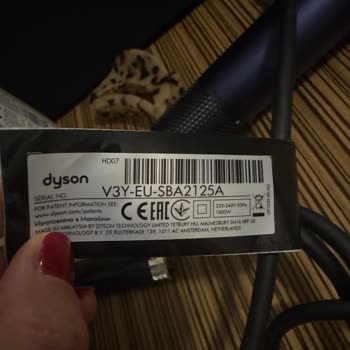 HD07
dyson
SERIAL NO.
V3Y-EU-SBA2125A
FOR PATENT INFORMATION SEE:
www.dyson.com/patents
Изготовлено в Малайзии
MADE IN MALAYSIA BY DYSON TECHNOLOGY LIMITED TETBURY HILL MALMESBURY SN16 0RP UK
TECHNOLOGY B.V. DE RUIJTERKADE 139, 1011 AC AMSTERDAM, NETHERLANDS
CE EAC
220-240V 50Hz
1600W